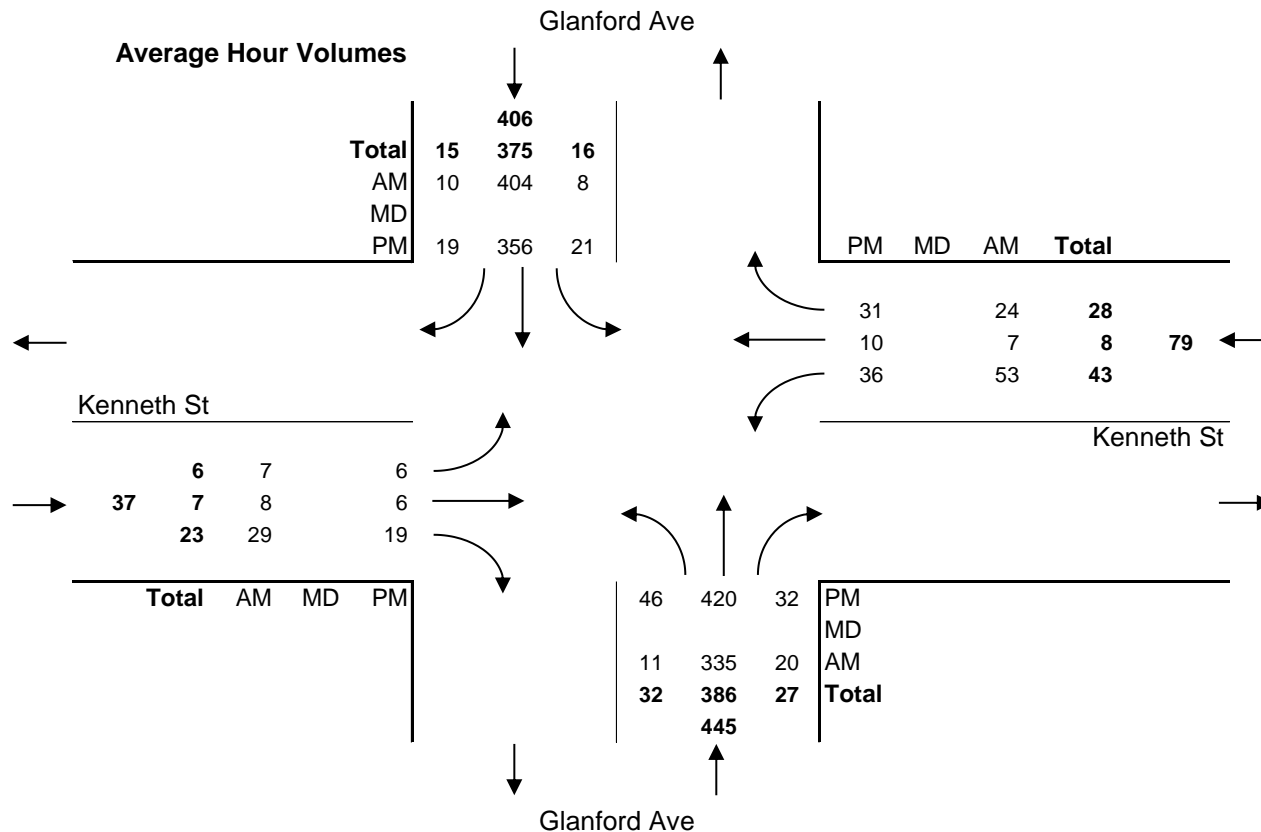 Glanford Ave
Average Hour Volumes
406
Total 15 375 16
AM 10 404 8
MD
PM 19 356 21
PM MD AM Total
31 24 28
10 7 8 79
36 53 43
Kenneth St
Kenneth St
6 7 6
37 7 8 6
23 29 19
Total AM MD PM
46 420 32 PM
MD
11 335 20 AM
32 386 27 Total
445
Glanford Ave